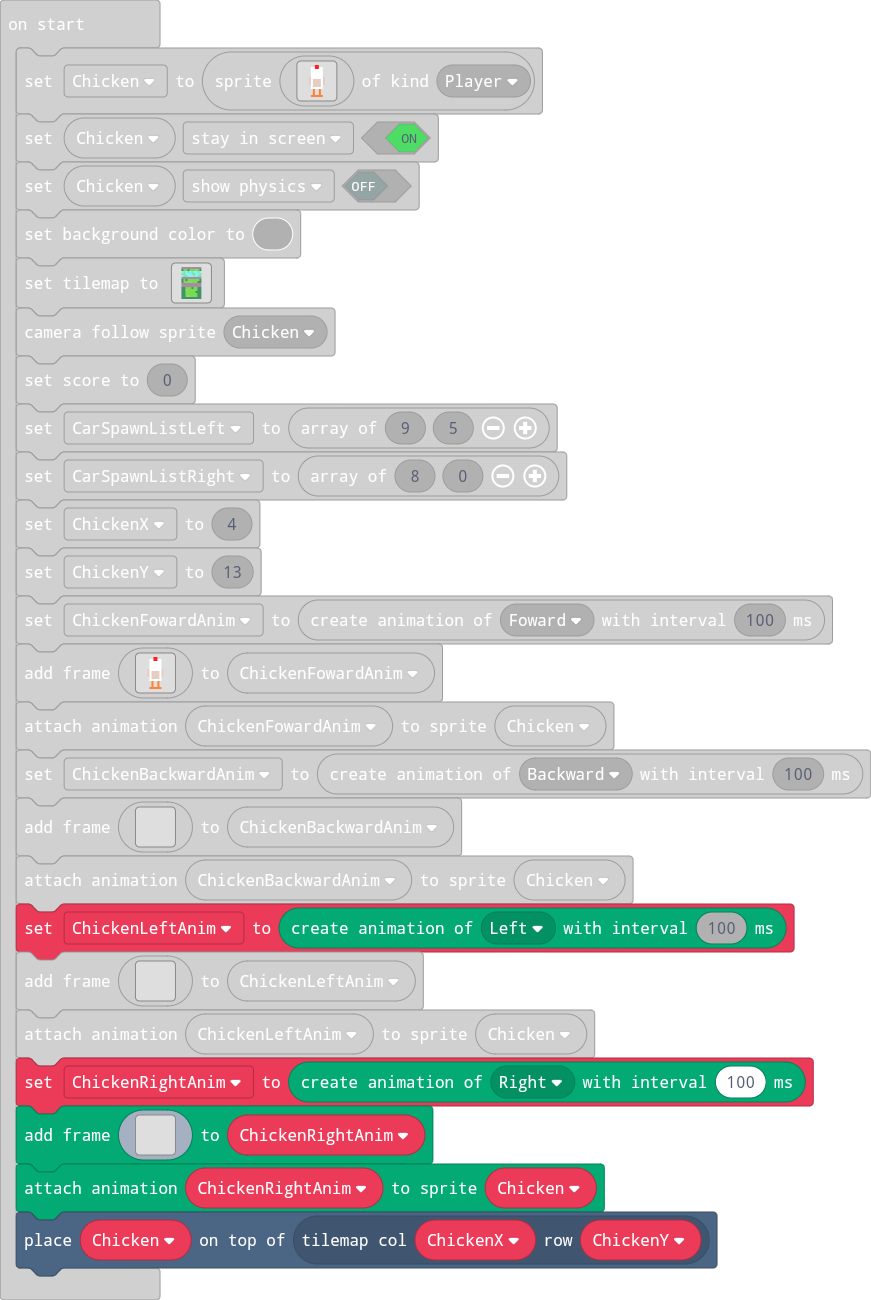 on start
set Chicken to sprite of kind Player
set Chicken stay in screen ON
set Chicken show physics OFF
set background color to
set tilemap to
camera follow sprite Chicken
set score to 0
set CarSpawnListLeft to array of 9 5
set CarSpawnListRight to array of 8 0
set ChickenX to 4
set ChickenY to 13
set ChickenFowardAnim to create animation of Foward with interval 100 ms
add frame to ChickenFowardAnim
attach animation ChickenFowardAnim to sprite Chicken
set ChickenBackwardAnim to create animation of Backward with interval 100 ms
add frame to ChickenBackwardAnim
attach animation ChickenBackwardAnim to sprite Chicken
set ChickenLeftAnim to create animation of Left with interval 100 ms
add frame to ChickenLeftAnim
attach animation ChickenLeftAnim to sprite Chicken
set ChickenRightAnim to create animation of Right with interval 100 ms
add frame to ChickenRightAnim
attach animation ChickenRightAnim to sprite Chicken
place Chicken on top of tilemap col ChickenX row ChickenY